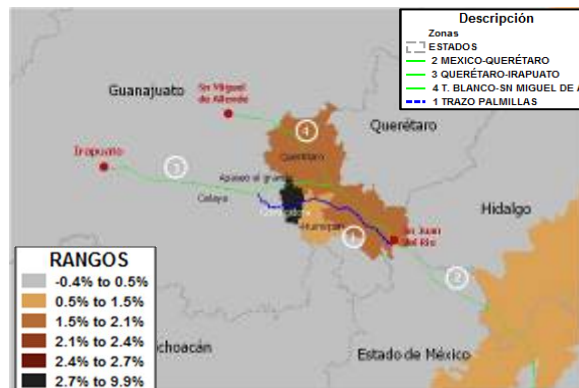 Descripción
Zonas
ESTADOS
2 MEXICO-QUERÉTARO
3 QUERÉTARO-IRAPUATO
4 T. BLANCO-SN MIGUEL DE A
1 TRAZO PALMILLAS
Guanajuato
Sn Miguel
de Allende
4
Querétaro
Querétaro
Irapuato
3
Apaseo el grande
Celaya
Hidalgo
Huimilpan
Sn Juan
del Rio
1
2
RANGOS
-0.4% to 0.5%
0.5% to 1.5%
1.5% to 2.1%
2.1% to 2.4%
2.4% to 2.7%
2.7% to 9.9%
choacán
Estado de México